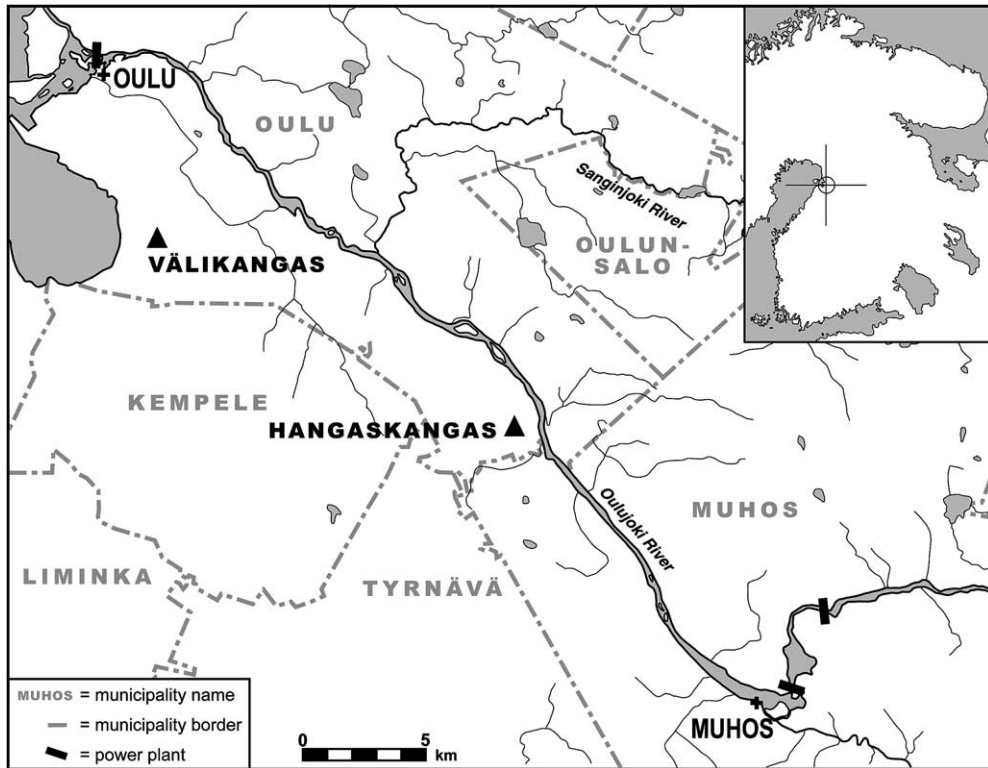 OULU
OULU
Sanginjoki River
OULUN-
SALO
VÄLIKANGAS
KEMPELE
HANGASKANGAS
MUHOS
Oulujoki River
LIMINKA
TYRNÄVÄ
MUHOS
MUHOS = municipality name
= municipality border
= power plant
0 5
km